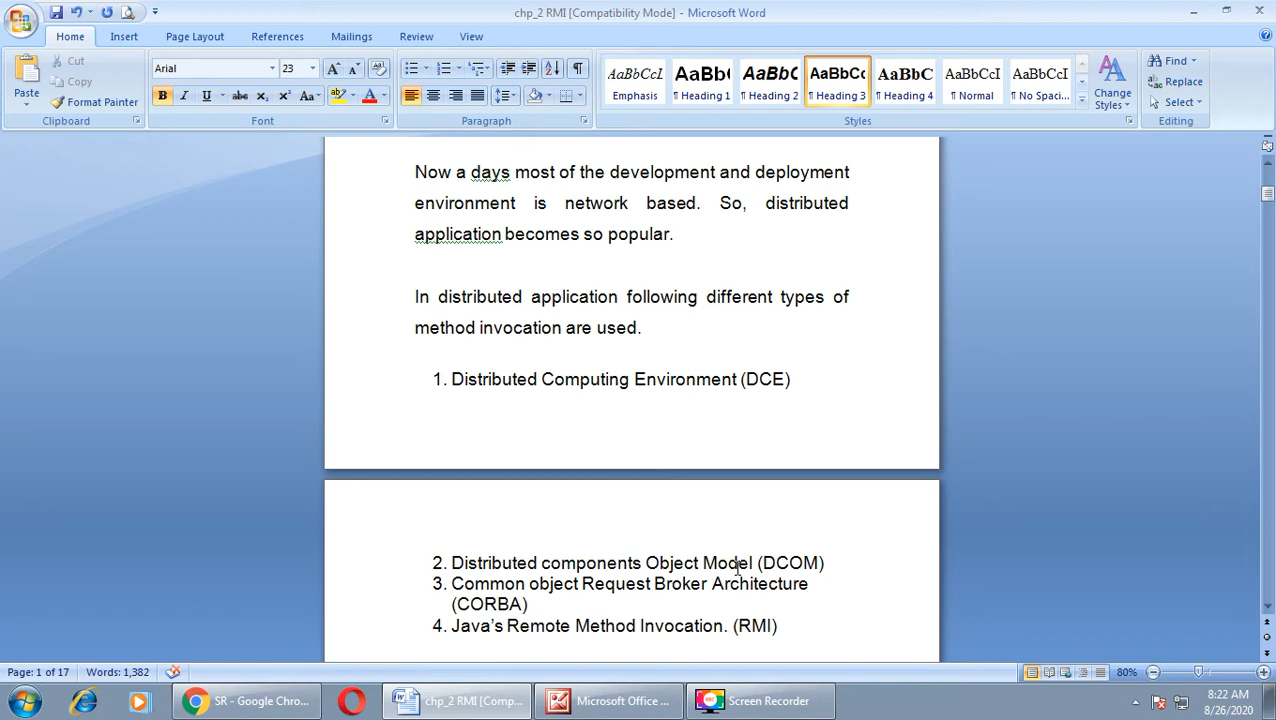 chp_2 RMI [Compatibility Mode] - Microsoft Word
Home Insert Page Layout References Mailings Review View
Paste
Cut
Copy
Format Painter
Clipboard
Arial 23
Font
Paragraph
AaBbCcI AaBb( AaBbC AaBbCc AaBbC AaBbCcI AaBbCcI
Emphasis ¶ Heading 1 ¶ Heading 2 ¶ Heading 3 ¶ Heading 4 ¶ Normal ¶ No Spaci...
Change
Styles
Styles
Find
Replace
Select
Editing
Now a days most of the development and deployment
environment is network based. So, distributed
application becomes so popular.
In distributed application following different types of
method invocation are used.
1. Distributed Computing Environment (DCE)
2. Distributed components Object Model (DCOM)
3. Common object Request Broker Architecture
(CORBA)
4. Java's Remote Method Invocation. (RMI)
Page: 1 of 17 Words: 1,382 80%
SR - Google Chro... chp_2 RMI [Comp... Microsoft Office ... Screen Recorder
8:22 AM
8/26/2020